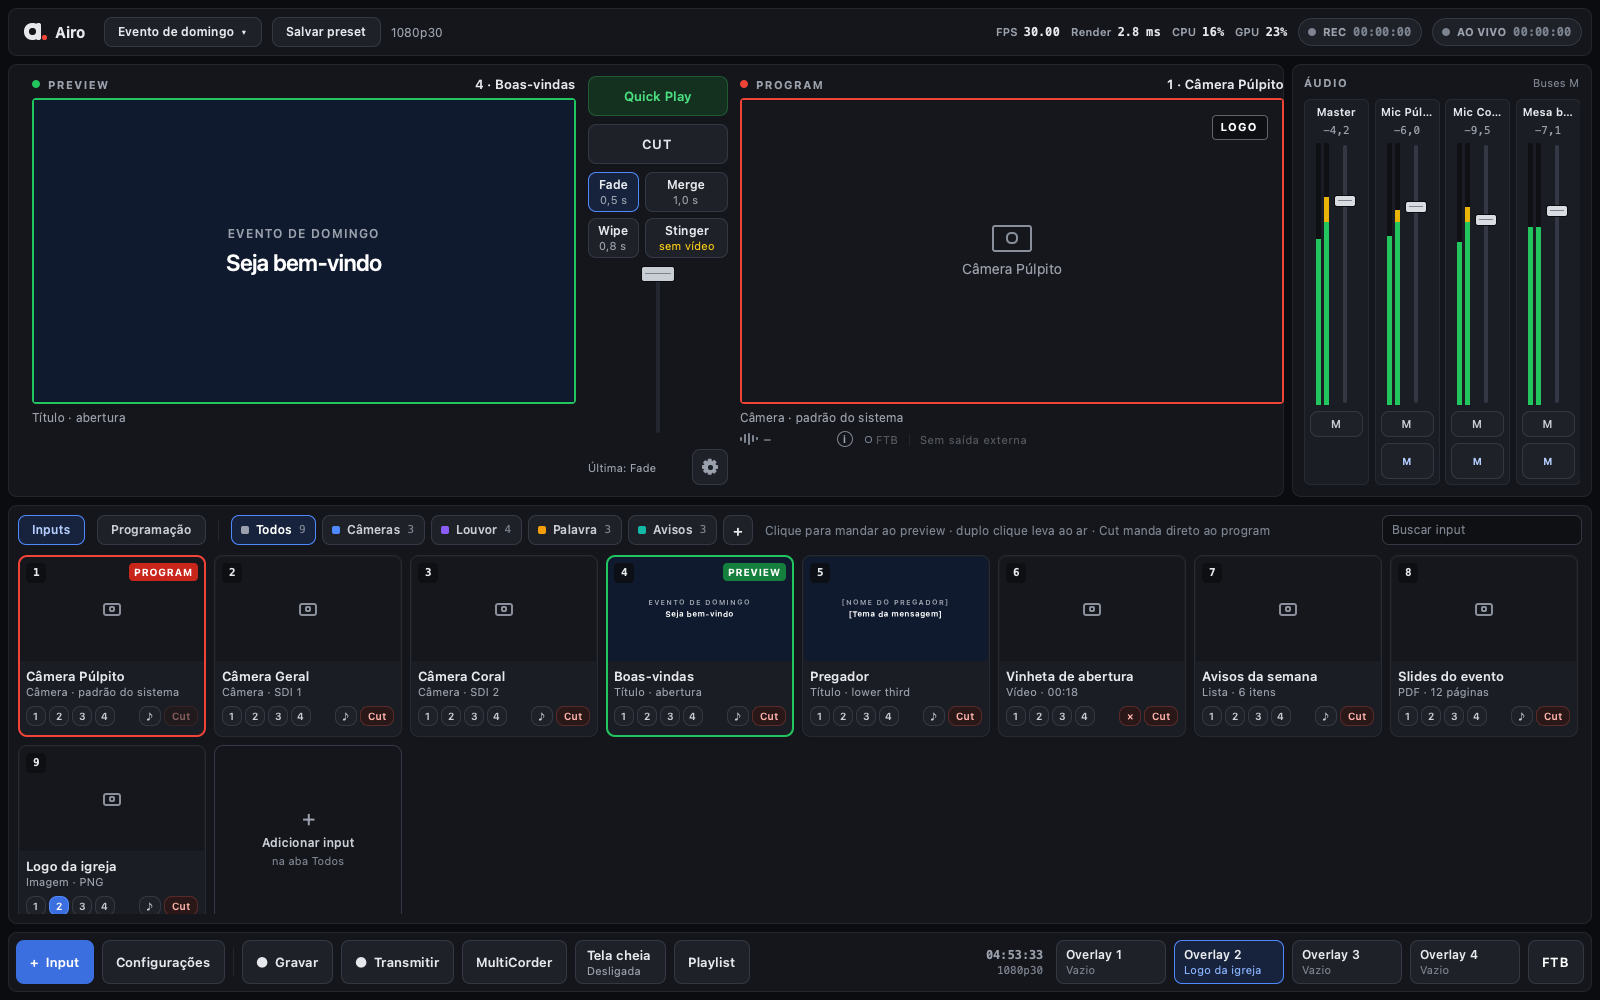 a. Airo
Evento de domingo
Salvar preset
1080p30
FPS 30.00 Render 2.8 ms CPU 16% GPU 23%
REC 00:00:00
AO VIVO 00:00:00
PREVIEW
4 · Boas-vindas
EVENTO DE DOMINGO
Seja bem-vindo
Título · abertura
Quick Play
CUT
Fade
0,5 s
Merge
1,0 s
Wipe
0,8 s
Stinger
sem vídeo
Última: Fade
PROGRAM
1 · Câmera Púlpito
LOGO
Câmera Púlpito
Câmera · padrão do sistema
–
i
FTB
Sem saída externa
ÁUDIO
Buses M
Master
−4,2
M
Mic Púl...
−6,0
M
M
Mic Co...
−9,5
M
M
Mesa b...
−7,1
M
M
Inputs
Programação
Todos 9
Câmeras 3
Louvor 4
Palavra 3
Avisos 3
+
Clique para mandar ao preview · duplo clique leva ao ar · Cut manda direto ao program
Buscar input
1
PROGRAM
Câmera Púlpito
Câmera · padrão do sistema
1 2 3 4 ♪ Cut
2
Câmera Geral
Câmera · SDI 1
1 2 3 4 ♪ Cut
3
Câmera Coral
Câmera · SDI 2
1 2 3 4 ♪ Cut
4
PREVIEW
EVENTO DE DOMINGO
Seja bem-vindo
Boas-vindas
Título · abertura
1 2 3 4 ♪ Cut
5
[NOME DO PREGADOR]
[Tema da mensagem]
Pregador
Título · lower third
1 2 3 4 ♪ Cut
6
Vinheta de abertura
Vídeo · 00:18
1 2 3 4 × Cut
7
Avisos da semana
Lista · 6 itens
1 2 3 4 ♪ Cut
8
Slides do evento
PDF · 12 páginas
1 2 3 4 ♪ Cut
9
Logo da igreja
Imagem · PNG
1 2 3 4 ♪ Cut
+
Adicionar input
na aba Todos
+ Input
Configurações
Gravar
Transmitir
MultiCorder
Tela cheia
Desligada
Playlist
04:53:33
1080p30
Overlay 1
Vazio
Overlay 2
Logo da igreja
Overlay 3
Vazio
Overlay 4
Vazio
FTB